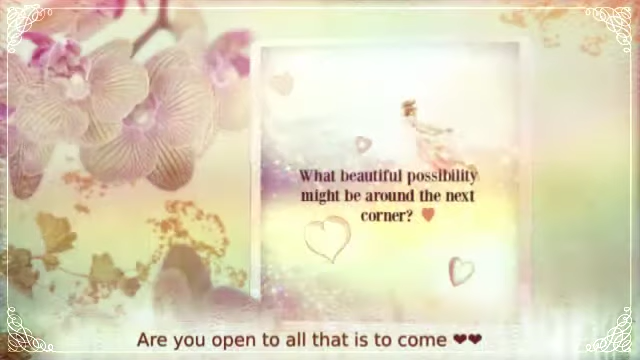 What beautiful possibility
might be around the next
corner? ♥
Are you open to all that is to come ❤❤